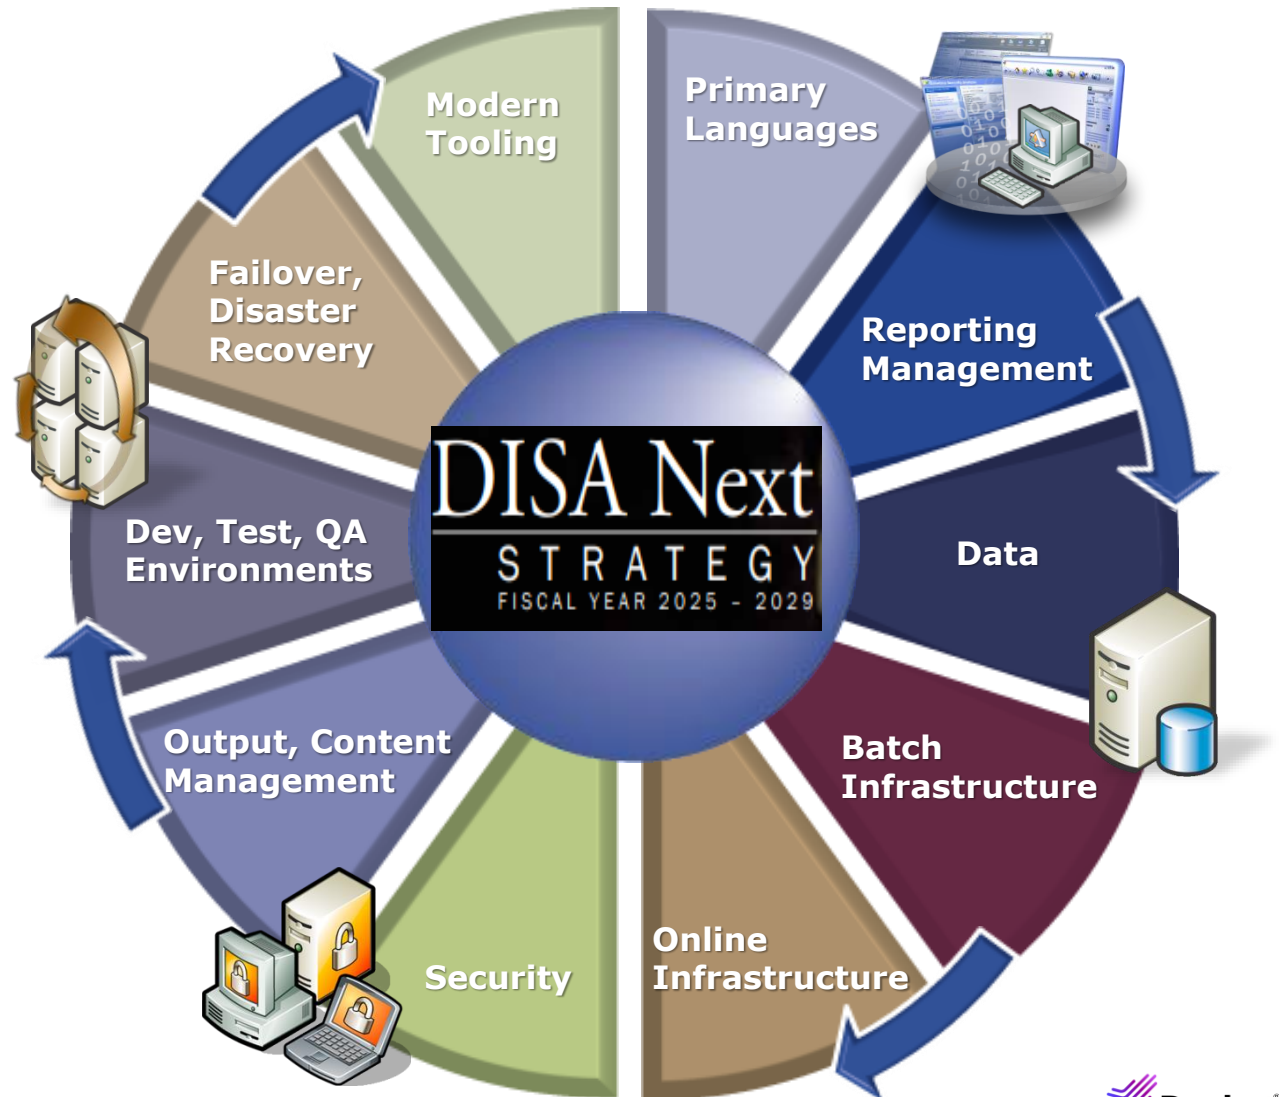 Modern
Tooling
Primary
Languages
Failover,
Disaster
Recovery
Reporting
Management
DISA Next
STRATEGY
FISCAL YEAR 2025 - 2029
Dev, Test, QA
Environments
Data
Output, Content
Management
Batch
Infrastructure
Security
Online
Infrastructure